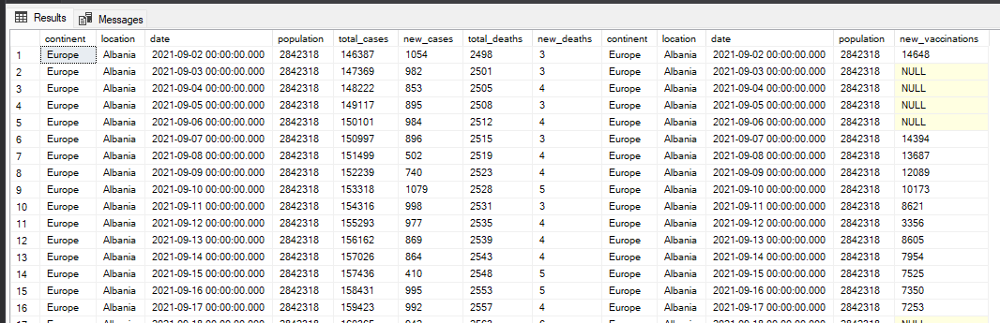 Results Messages
continent location date population total_cases new_cases total_deaths new_deaths continent location date population new_vaccinations
1 Europe Albania 2021-09-02 00:00:00.000 2842318 146387 1054 2498 3 Europe Albania 2021-09-02 00:00:00.000 2842318 14648
2 Europe Albania 2021-09-03 00:00:00.000 2842318 147369 982 2501 3 Europe Albania 2021-09-03 00:00:00.000 2842318 NULL
3 Europe Albania 2021-09-04 00:00:00.000 2842318 148222 853 2505 4 Europe Albania 2021-09-04 00:00:00.000 2842318 NULL
4 Europe Albania 2021-09-05 00:00:00.000 2842318 149117 895 2508 3 Europe Albania 2021-09-05 00:00:00.000 2842318 NULL
5 Europe Albania 2021-09-06 00:00:00.000 2842318 150101 984 2512 4 Europe Albania 2021-09-06 00:00:00.000 2842318 NULL
6 Europe Albania 2021-09-07 00:00:00.000 2842318 150997 896 2515 3 Europe Albania 2021-09-07 00:00:00.000 2842318 14394
7 Europe Albania 2021-09-08 00:00:00.000 2842318 151499 502 2519 4 Europe Albania 2021-09-08 00:00:00.000 2842318 13687
8 Europe Albania 2021-09-09 00:00:00.000 2842318 152239 740 2523 4 Europe Albania 2021-09-09 00:00:00.000 2842318 12089
9 Europe Albania 2021-09-10 00:00:00.000 2842318 153318 1079 2528 5 Europe Albania 2021-09-10 00:00:00.000 2842318 10173
10 Europe Albania 2021-09-11 00:00:00.000 2842318 154316 998 2531 3 Europe Albania 2021-09-11 00:00:00.000 2842318 8621
11 Europe Albania 2021-09-12 00:00:00.000 2842318 155293 977 2535 4 Europe Albania 2021-09-12 00:00:00.000 2842318 3356
12 Europe Albania 2021-09-13 00:00:00.000 2842318 156162 869 2539 4 Europe Albania 2021-09-13 00:00:00.000 2842318 8605
13 Europe Albania 2021-09-14 00:00:00.000 2842318 157026 864 2543 4 Europe Albania 2021-09-14 00:00:00.000 2842318 7954
14 Europe Albania 2021-09-15 00:00:00.000 2842318 157436 410 2548 5 Europe Albania 2021-09-15 00:00:00.000 2842318 7525
15 Europe Albania 2021-09-16 00:00:00.000 2842318 158431 995 2553 5 Europe Albania 2021-09-16 00:00:00.000 2842318 7350
16 Europe Albania 2021-09-17 00:00:00.000 2842318 159423 992 2557 4 Europe Albania 2021-09-17 00:00:00.000 2842318 7253